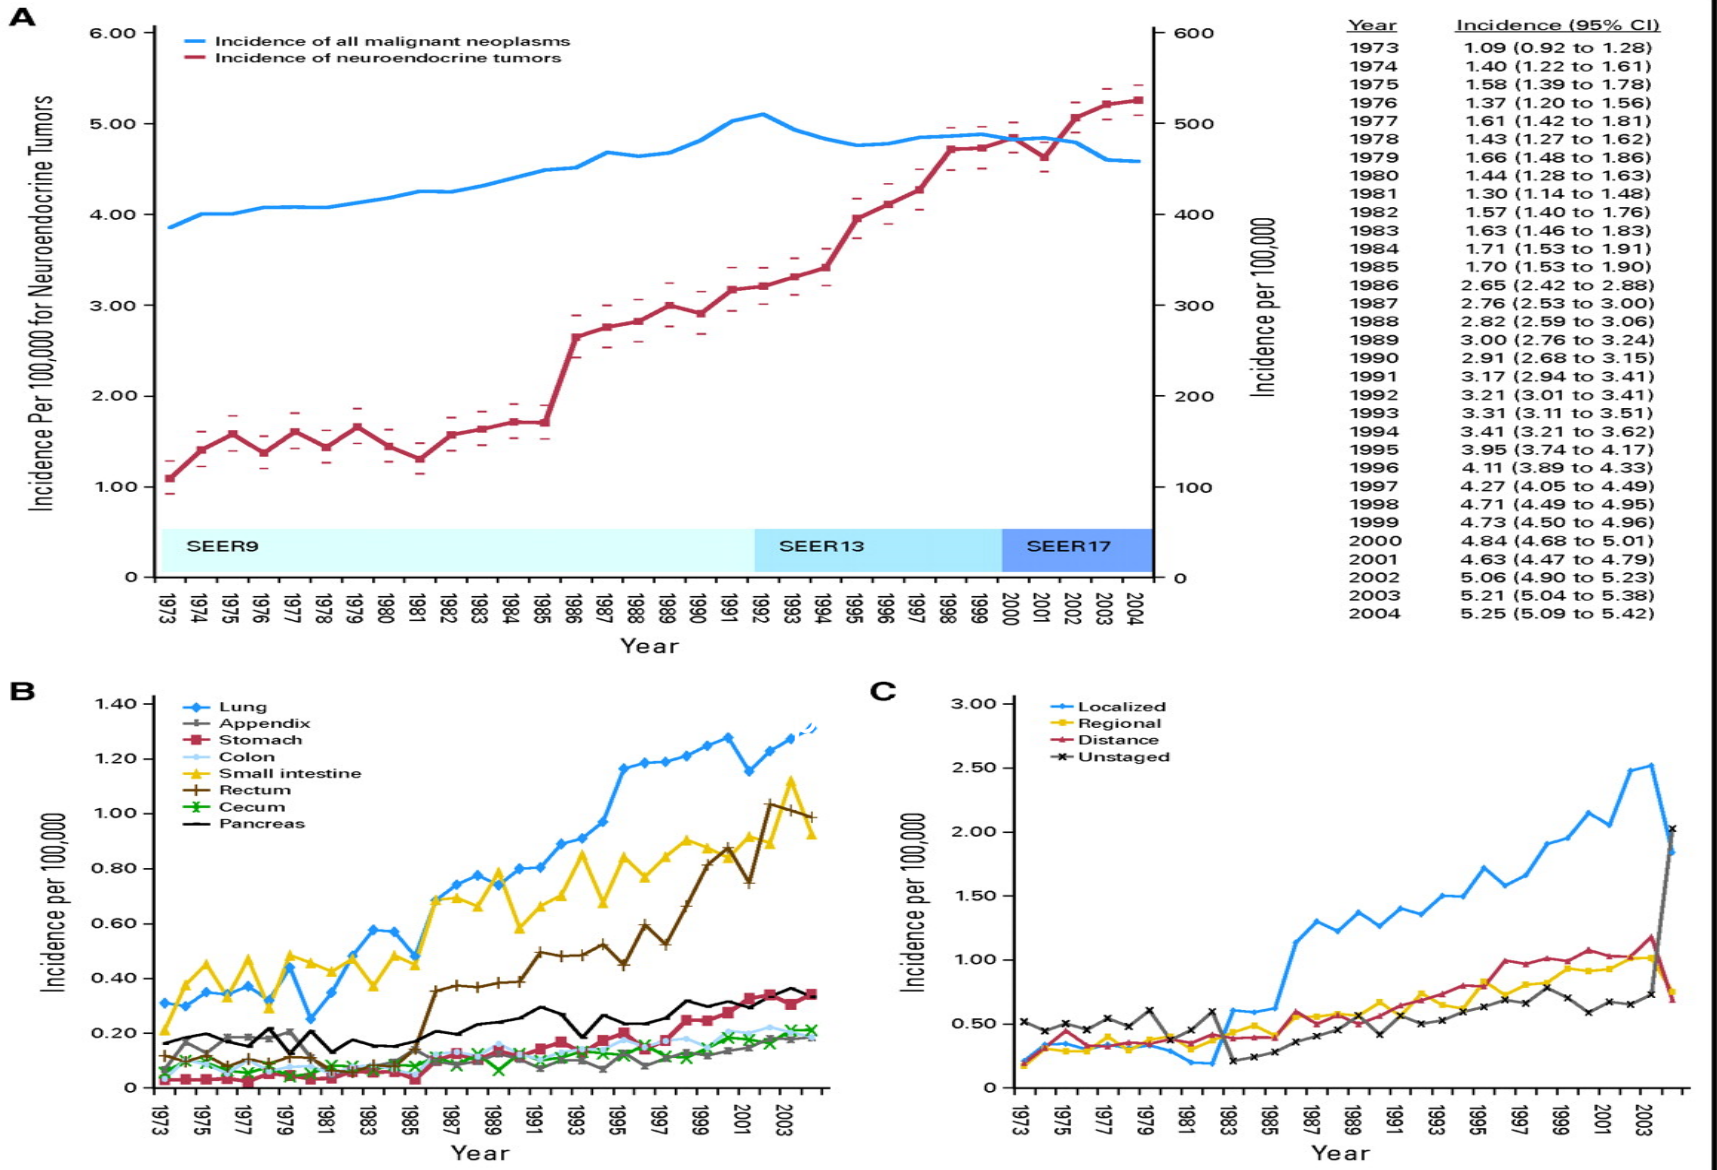 A
6.00
5.00
4.00
3.00
2.00
1.00
0
Incidence Per 100,000 for Neuroendocrine Tumors
Incidence of all malignant neoplasms
Incidence of neuroendocrine tumors
SEER9 SEER13 SEER17
600
500
400
300
200
100
0
Incidence per 100,000
1973 1974 1975 1976 1977 1978 1979 1980 1981 1982 1983 1984 1985 1986 1987 1988 1989 1990 1991 1992 1993 1994 1995 1996 1997 1998 1999 2000 2001 2002 2003 2004
Year
Year Incidence (95% CI)
1973 1.09 (0.92 to 1.28)
1974 1.40 (1.22 to 1.61)
1975 1.58 (1.39 to 1.78)
1976 1.37 (1.20 to 1.56)
1977 1.61 (1.42 to 1.81)
1978 1.43 (1.27 to 1.62)
1979 1.66 (1.48 to 1.86)
1980 1.44 (1.28 to 1.63)
1981 1.30 (1.14 to 1.48)
1982 1.57 (1.40 to 1.76)
1983 1.63 (1.46 to 1.83)
1984 1.71 (1.53 to 1.91)
1985 1.70 (1.53 to 1.90)
1986 2.65 (2.42 to 2.88)
1987 2.76 (2.53 to 3.00)
1988 2.82 (2.59 to 3.06)
1989 3.00 (2.76 to 3.24)
1990 2.91 (2.68 to 3.15)
1991 3.17 (2.94 to 3.41)
1992 3.21 (3.01 to 3.41)
1993 3.31 (3.11 to 3.51)
1994 3.41 (3.21 to 3.62)
1995 3.95 (3.74 to 4.17)
1996 4.11 (3.89 to 4.33)
1997 4.27 (4.05 to 4.49)
1998 4.71 (4.49 to 4.95)
1999 4.73 (4.50 to 4.96)
2000 4.84 (4.68 to 5.01)
2001 4.63 (4.47 to 4.79)
2002 5.06 (4.90 to 5.23)
2003 5.21 (5.04 to 5.38)
2004 5.25 (5.09 to 5.42)
B
1.40
1.20
1.00
0.80
0.60
0.40
0.20
0
Incidence per 100,000
Lung
Appendix
Stomach
Colon
Small intestine
Rectum
Cecum
Pancreas
1973 1975 1977 1979 1981 1983 1985 1987 1989 1991 1993 1995 1997 1999 2001 2003
Year
C
3.00
2.50
2.00
1.50
1.00
0.50
0
Incidence per 100,000
Localized
Regional
Distance
Unstaged
1973 1975 1977 1979 1981 1983 1985 1987 1989 1991 1993 1995 1997 1999 2001 2003
Year